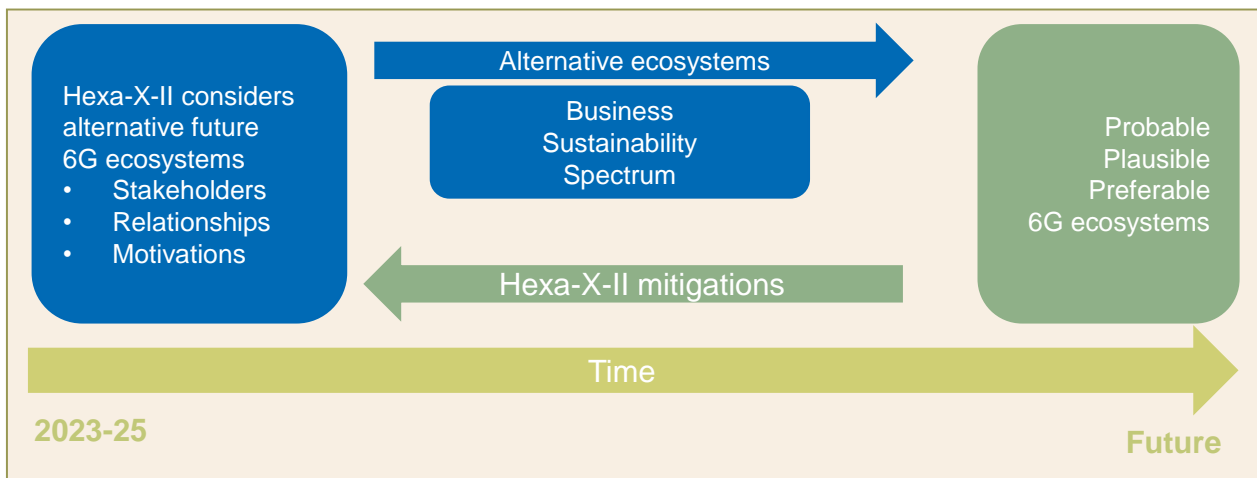 Hexa-X-II considers
alternative future
6G ecosystems
• Stakeholders
• Relationships
• Motivations
Alternative ecosystems
Business
Sustainability
Spectrum
Hexa-X-II mitigations
Probable
Plausible
Preferable
6G ecosystems
Time
2023-25
Future